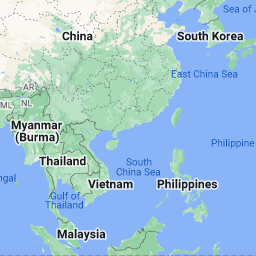 Sea of J
China
South Korea
East China Sea
AR
ML
NL
Myanmar
(Burma)
Philippine
Thailand
South
China Sea
ngal
Vietnam
Philippines
Gulf of
Thailand
Malaysia